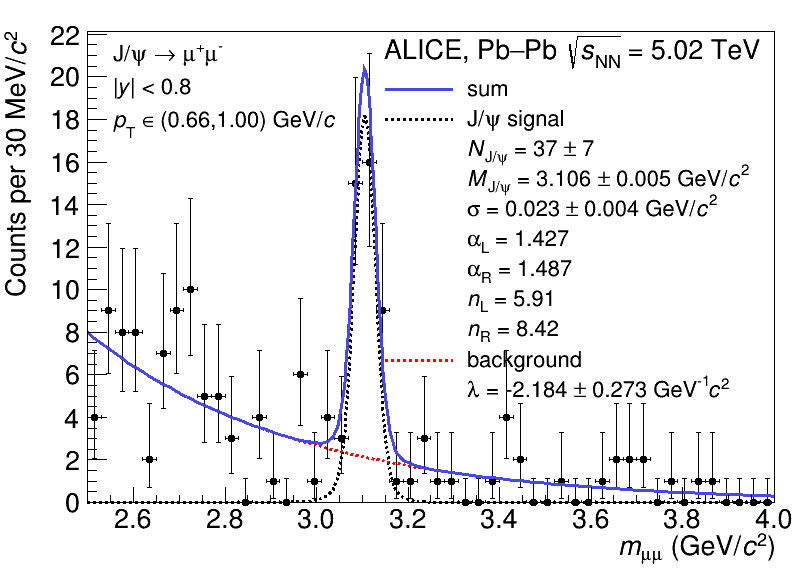 J/ψ → μ⁺μ⁻
|y| < 0.8
p_T ∈ (0.66,1.00) GeV/c
ALICE, Pb–Pb √s_NN = 5.02 TeV
sum
J/ψ signal
N_J/ψ = 37 ± 7
M_J/ψ = 3.106 ± 0.005 GeV/c²
σ = 0.023 ± 0.004 GeV/c²
α_L = 1.427
α_R = 1.487
n_L = 5.91
n_R = 8.42
background
λ = -2.184 ± 0.273 GeV⁻¹c²
Counts per 30 MeV/c²
22
20
18
16
14
12
10
8
6
4
2
0
2.6 2.8 3.0 3.2 3.4 3.6 3.8 4.0
m_μμ (GeV/c²)